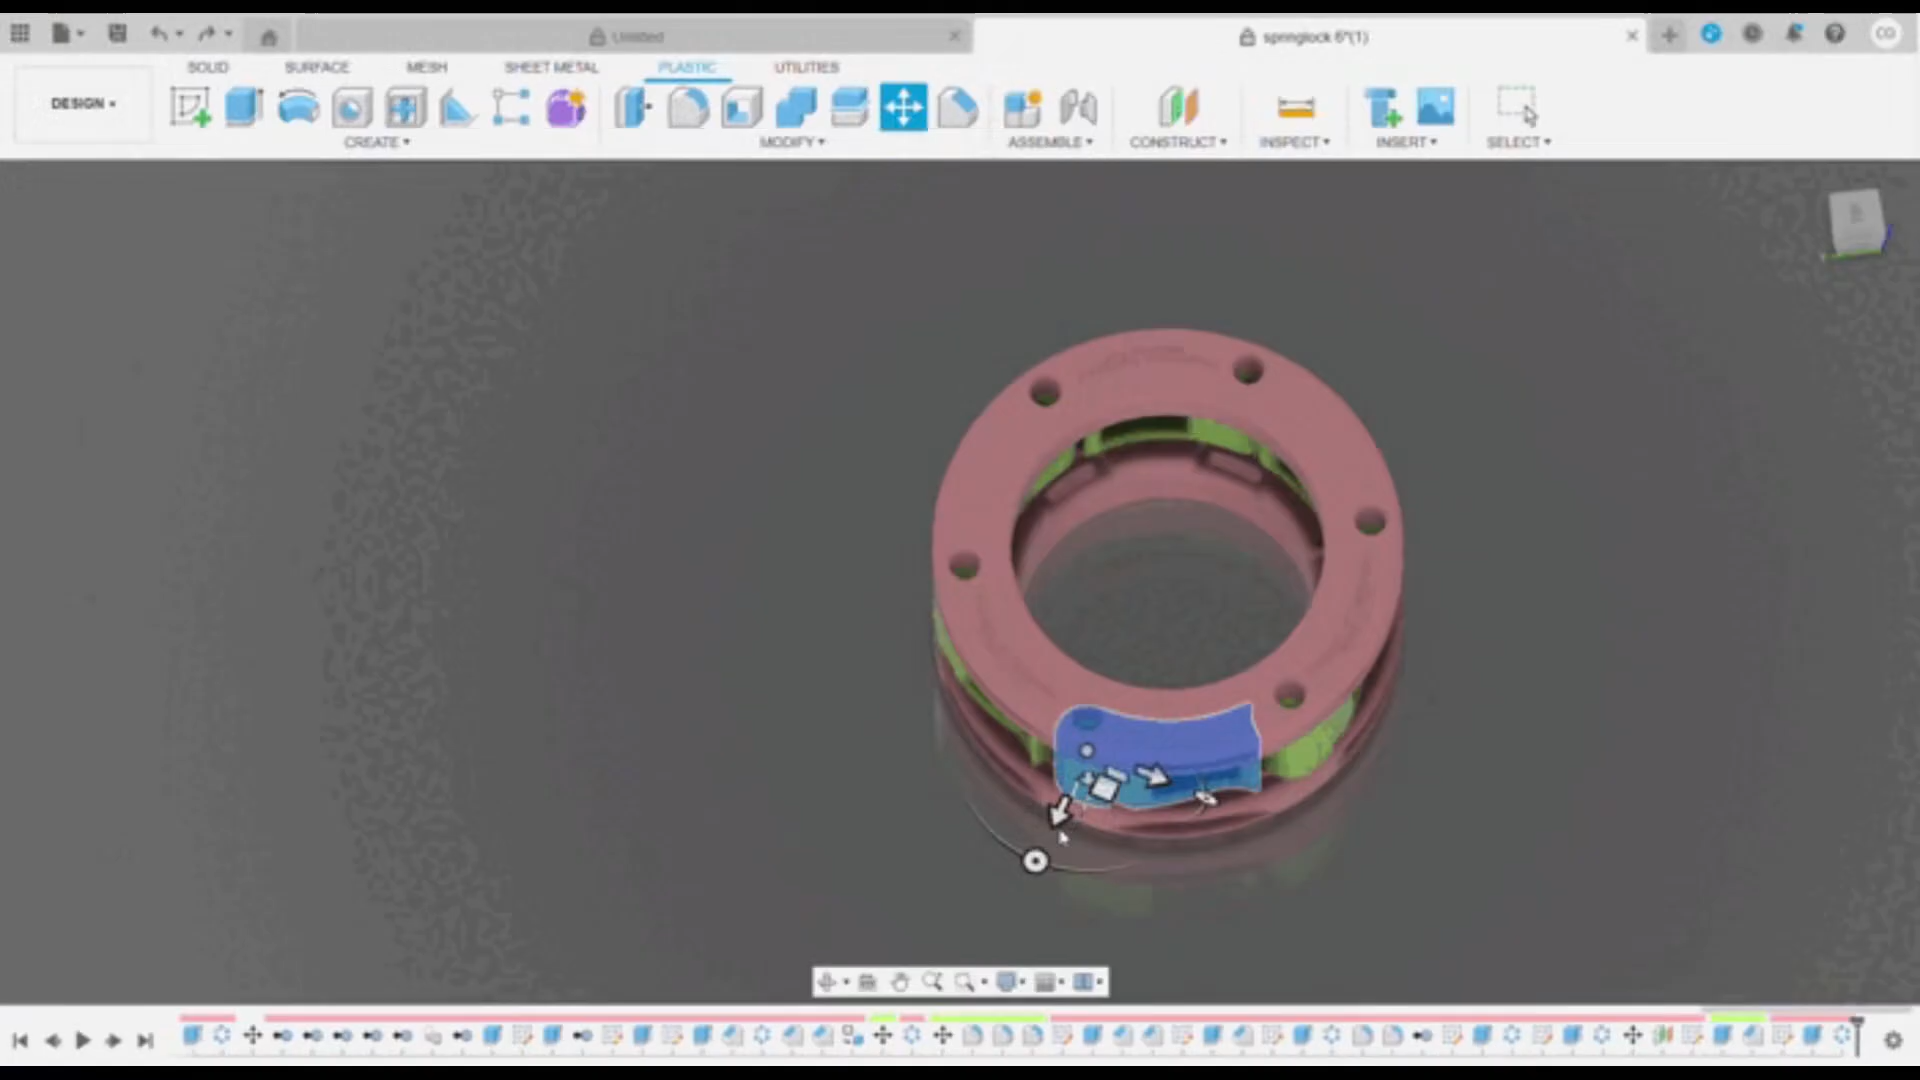 Untitled
springlock 6*(1)
CO
SOLID SURFACE MESH SHEET METAL PLASTIC UTILITIES
DESIGN
CREATE MODIFY ASSEMBLE CONSTRUCT INSPECT INSERT SELECT